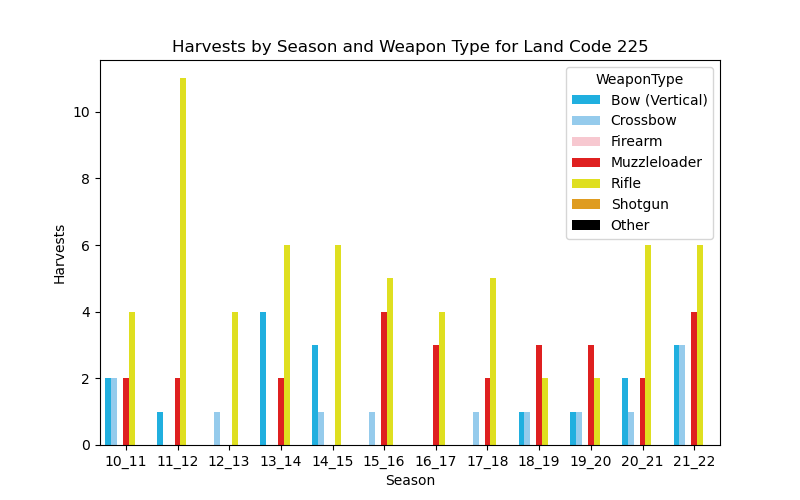 Harvests by Season and Weapon Type for Land Code 225
WeaponType
Bow (Vertical)
Crossbow
Firearm
Muzzleloader
Rifle
Shotgun
Other
Harvests
10
8
6
4
2
0
10_11 11_12 12_13 13_14 14_15 15_16 16_17 17_18 18_19 19_20 20_21 21_22
Season